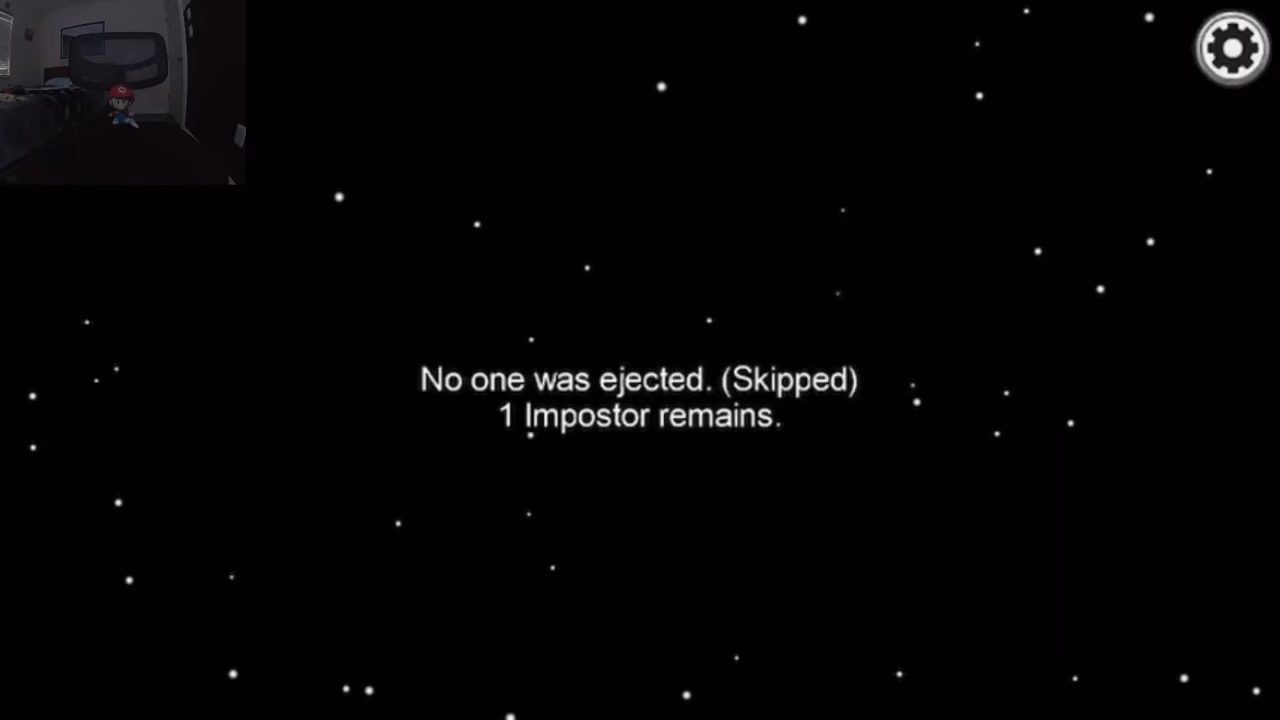 No one was ejected. (Skipped)
1 Impostor remains.